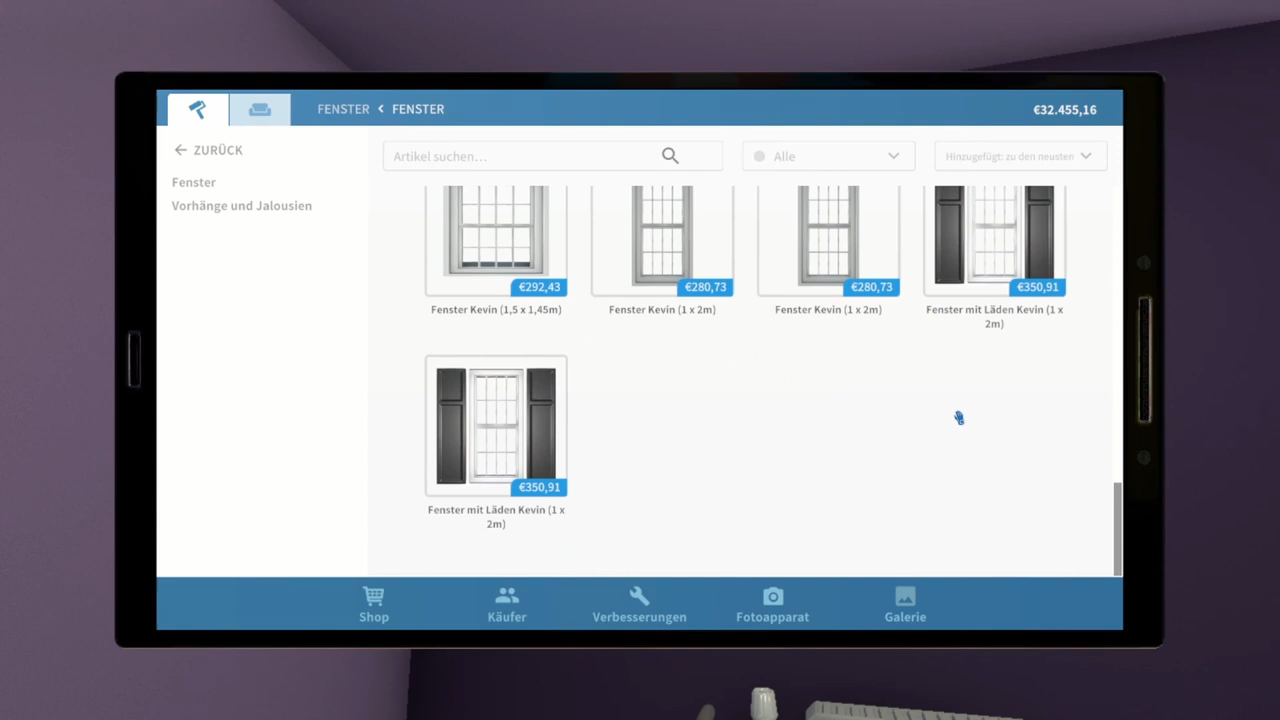 FENSTER < FENSTER
€32.455,16
ZURÜCK
Fenster
Vorhänge und Jalousien
Artikel suchen...
Alle
Hinzugefügt: zu den neusten
€292,43
€280,73
€280,73
€350,91
Fenster Kevin (1,5 x 1,45m)
Fenster Kevin (1 x 2m)
Fenster Kevin (1 x 2m)
Fenster mit Läden Kevin (1 x
2m)
€350,91
Fenster mit Läden Kevin (1 x
2m)
Shop
Käufer
Verbesserungen
Fotoapparat
Galerie